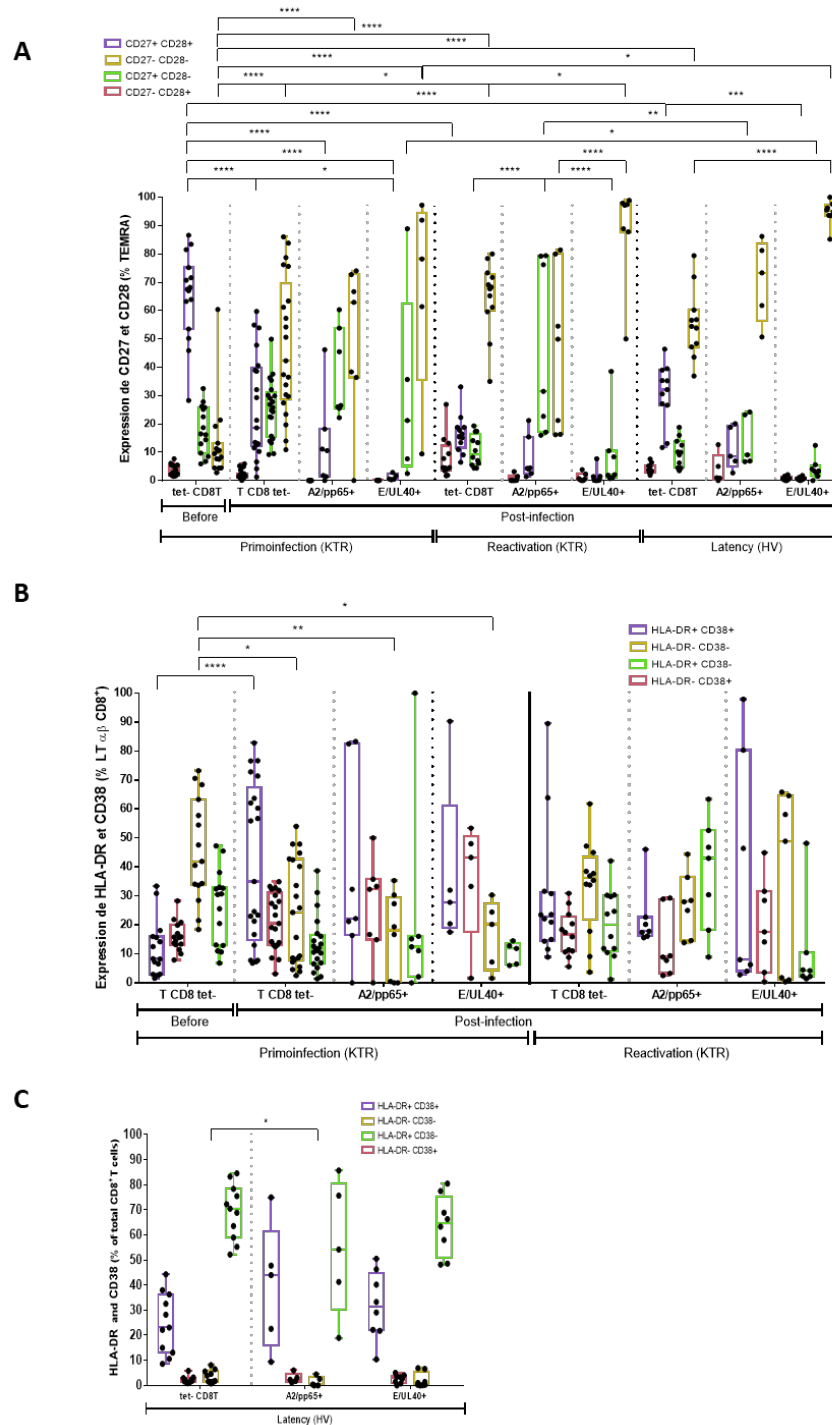 A
CD27+ CD28+
CD27- CD28-
CD27+ CD28-
CD27- CD28+
****
****
****
* 
****
****
* 
*
****
***
****
**
****
*
****
****
****
****
*
****
****
Expression de CD27 et CD28 (% TEMRA)
100
90
80
70
60
50
40
30
20
10
0
tet- CD8T
T CD8 tet-
A2/pp65+
E/UL40+
tet- CD8T
A2/pp65+
E/UL40+
tet- CD8T
A2/pp65+
E/UL40+
Before
Post-infection
Primoinfection (KTR)
Reactivation (KTR)
Latency (HV)
B
*
**
*
****
HLA-DR+ CD38+
HLA-DR- CD38-
HLA-DR+ CD38-
HLA-DR- CD38+
Expression de HLA-DR et CD38 (% LT αβ CD8+)
100
90
80
70
60
50
40
30
20
10
0
T CD8 tet-
T CD8 tet-
A2/pp65+
E/UL40+
T CD8 tet-
A2/pp65+
E/UL40+
Before
Post-infection
Primoinfection (KTR)
Reactivation (KTR)
C
HLA-DR+ CD38+
HLA-DR- CD38-
HLA-DR+ CD38-
HLA-DR- CD38+
*
HLA-DR and CD38 (% of total CD8+T cells)
100
90
80
70
60
50
40
30
20
10
0
tet- CD8T
A2/pp65+
E/UL40+
Latency (HV)